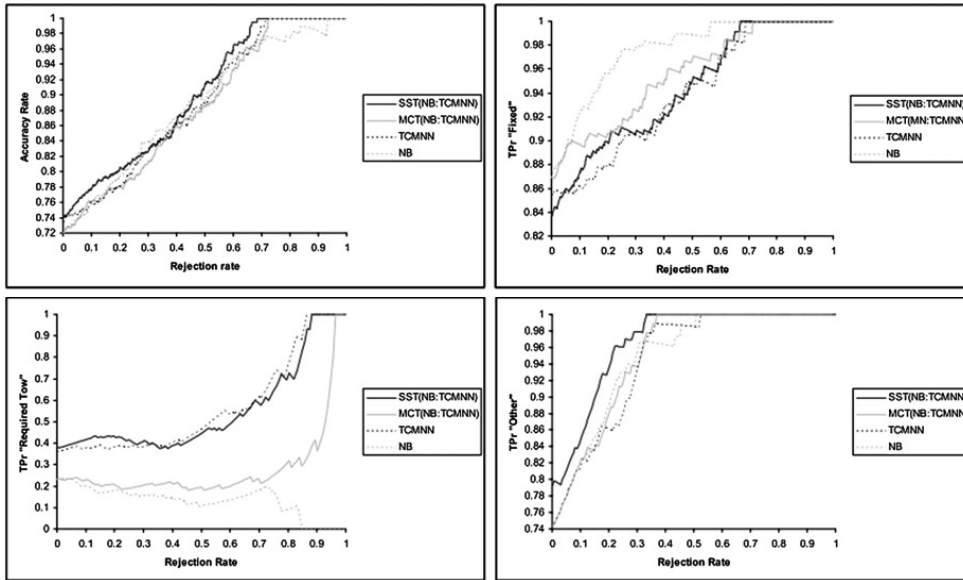 1
0.98
0.96
0.94
0.92
0.9
0.88
0.86
0.84
0.82
0.8
0.78
0.76
0.74
0.72
Accuracy Rate
0 0.1 0.2 0.3 0.4 0.5 0.6 0.7 0.8 0.9 1
Rejection rate
SST(NB:TCMNN)
MCT(NB:TCMNN)
TCMNN
NB
1
0.98
0.96
0.94
0.92
0.9
0.88
0.86
0.84
0.82
TPr "Fixed"
0 0.1 0.2 0.3 0.4 0.5 0.6 0.7 0.8 0.9 1
Rejection Rate
SST(NB:TCMNN)
MCT(MN:TCMNN)
TCMNN
NB
1
0.9
0.8
0.7
0.6
0.5
0.4
0.3
0.2
0.1
0
TPr "Required Tow"
0 0.1 0.2 0.3 0.4 0.5 0.6 0.7 0.8 0.9 1
Rejection Rate
SST(NB:TCMNN)
MCT(NB:TCMNN)
TCMNN
NB
1
0.98
0.96
0.94
0.92
0.9
0.88
0.86
0.84
0.82
0.8
0.78
0.76
0.74
TPr "Other"
0 0.1 0.2 0.3 0.4 0.5 0.6 0.7 0.8 0.9 1
Rejection Rate
SST(NB:TCMNN)
MCT(NB:TCMNN)
TCMNN
NB